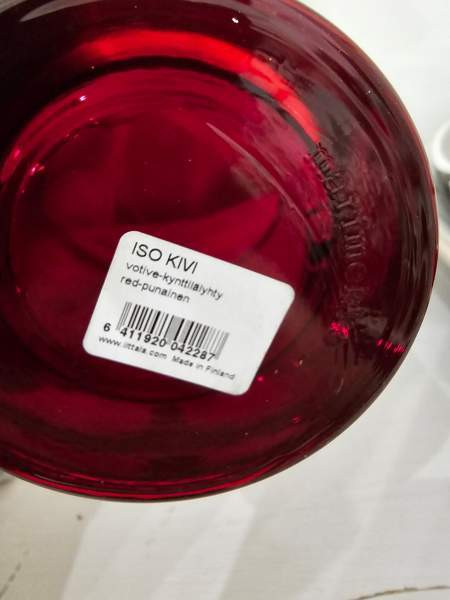 ISO KIVI
votive-kynttilälyhty
red-punainen
6 411920 042287
www.iittala.com Made in Finland